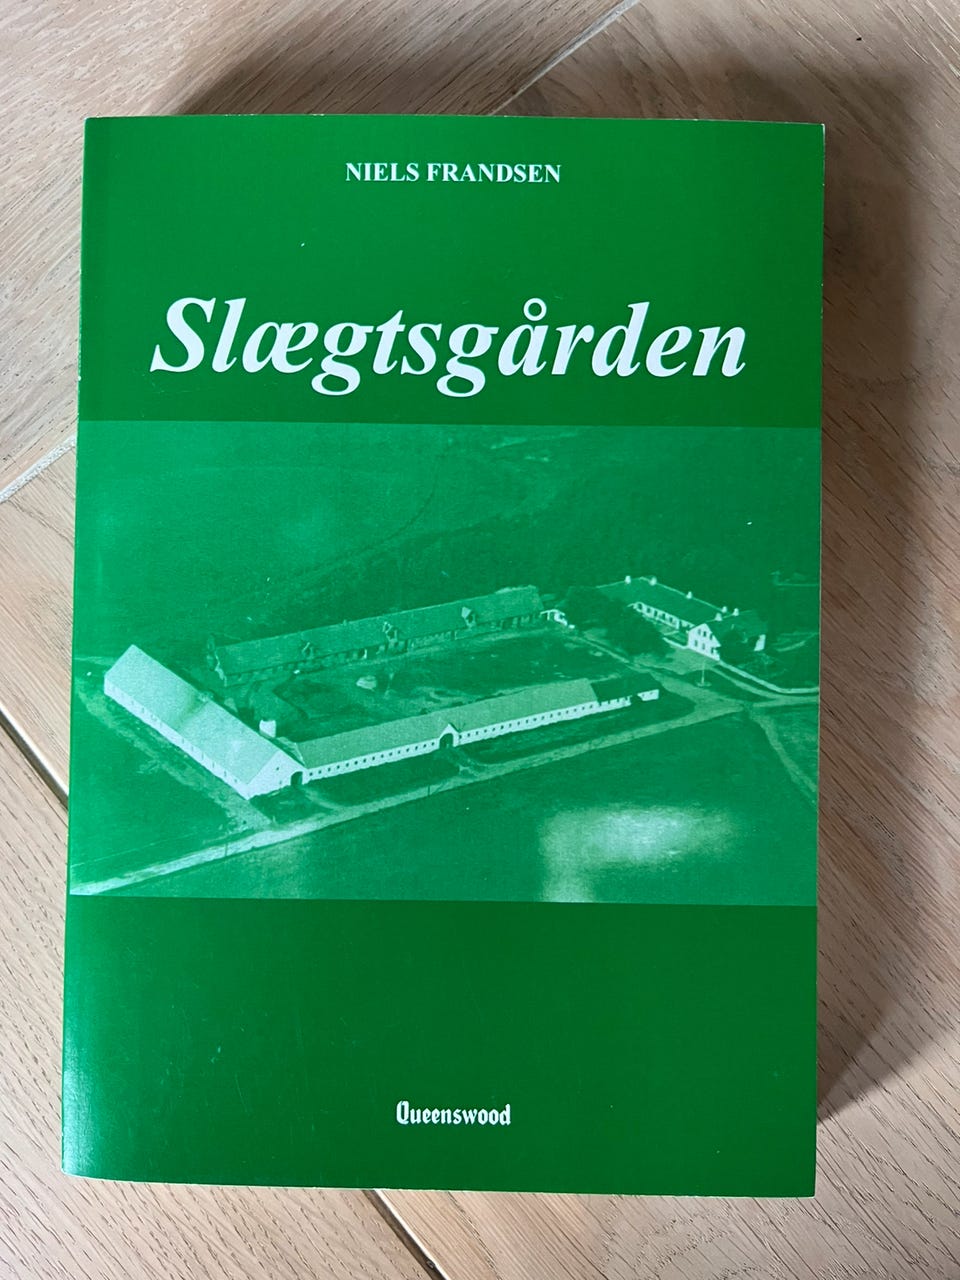 NIELS FRANDSEN
Slægtsgården
Queenswood